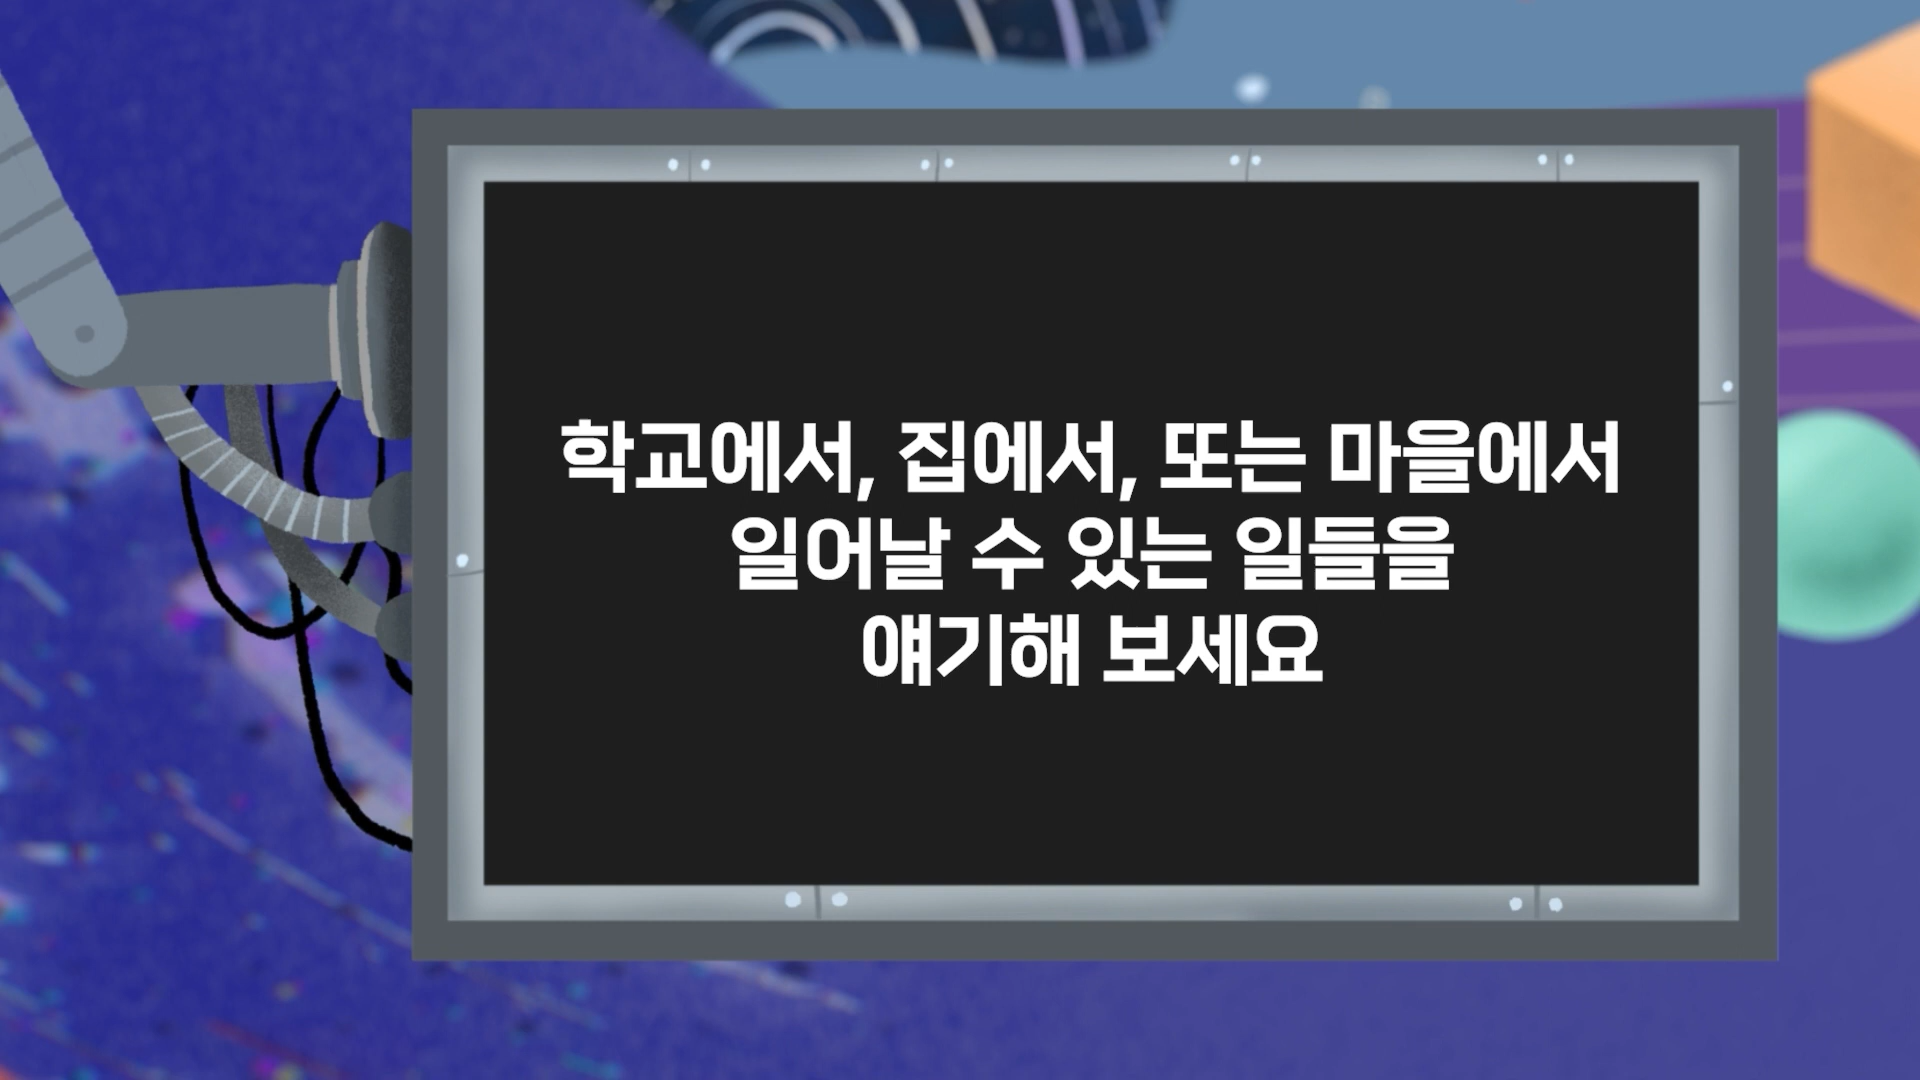 학교에서, 집에서, 또는 마을에서
일어날 수 있는 일들을
얘기해 보세요